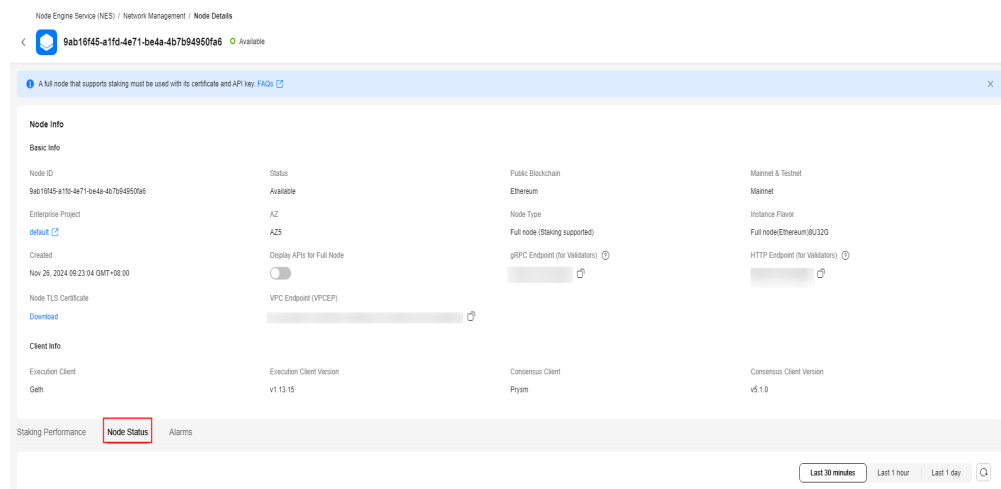 Node Engine Service (NES) / Network Management / Node Details
9ab16f45-a1fd-4e71-be4a-4b7b94950fa6 Available
A full node that supports staking must be used with its certificate and API key. FAQs
Node Info
Basic Info
Node ID Status Public Blockchain Mainnet & Testnet
9ab16f45-a1fd-4e71-be4a-4b7b94950fa6 Available Ethereum Mainnet
Enterprise Project AZ Node Type Instance Flavor
default AZ5 Full node (Staking supported) Full node(Ethereum)8U32G
Created Display APIs for Full Node gRPC Endpoint (for Validators) HTTP Endpoint (for Validators)
Nov 26, 2024 09:23:04 GMT+08:00
Node TLS Certificate VPC Endpoint (VPCEP)
Download
Client Info
Execution Client Execution Client Version Consensus Client Consensus Client Version
Geth v1.13.15 Prysm v5.1.0
Staking Performance Node Status Alarms
Last 30 minutes Last 1 hour Last 1 day